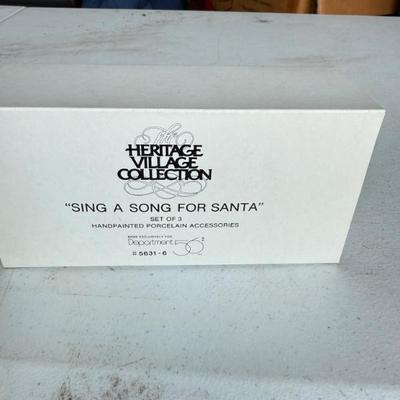 The
HERITAGE
VILLAGE
COLLECTION
"SING A SONG FOR SANTA"
SET OF 3
HANDPAINTED PORCELAIN ACCESSORIES
MADE EXCLUSIVELY FOR
Department 56
# 5631-6